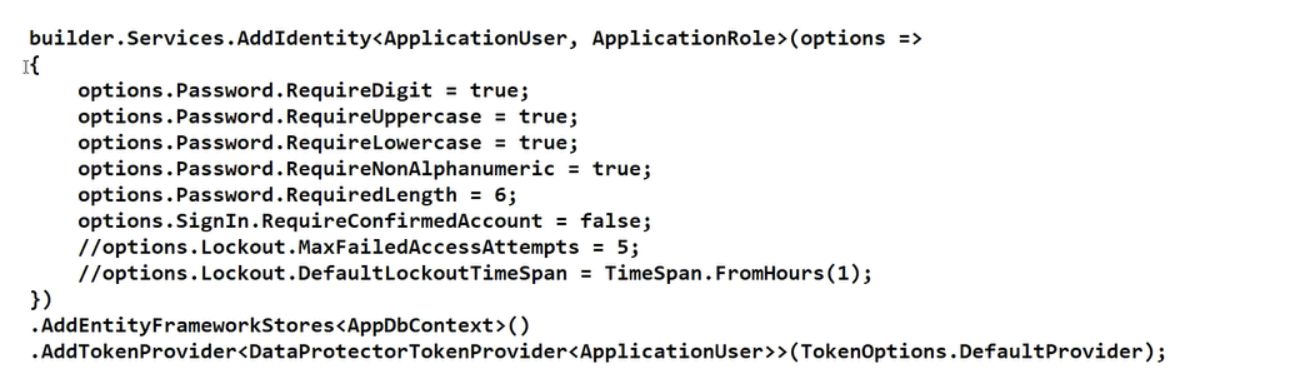 builder.Services.AddIdentity<ApplicationUser, ApplicationRole>(options =>
{
    options.Password.RequireDigit = true;
    options.Password.RequireUppercase = true;
    options.Password.RequireLowercase = true;
    options.Password.RequireNonAlphanumeric = true;
    options.Password.RequiredLength = 6;
    options.SignIn.RequireConfirmedAccount = false;
    //options.Lockout.MaxFailedAccessAttempts = 5;
    //options.Lockout.DefaultLockoutTimeSpan = TimeSpan.FromHours(1);
})
.AddEntityFrameworkStores<AppDbContext>()
.AddTokenProvider<DataProtectorTokenProvider<ApplicationUser>>(TokenOptions.DefaultProvider);